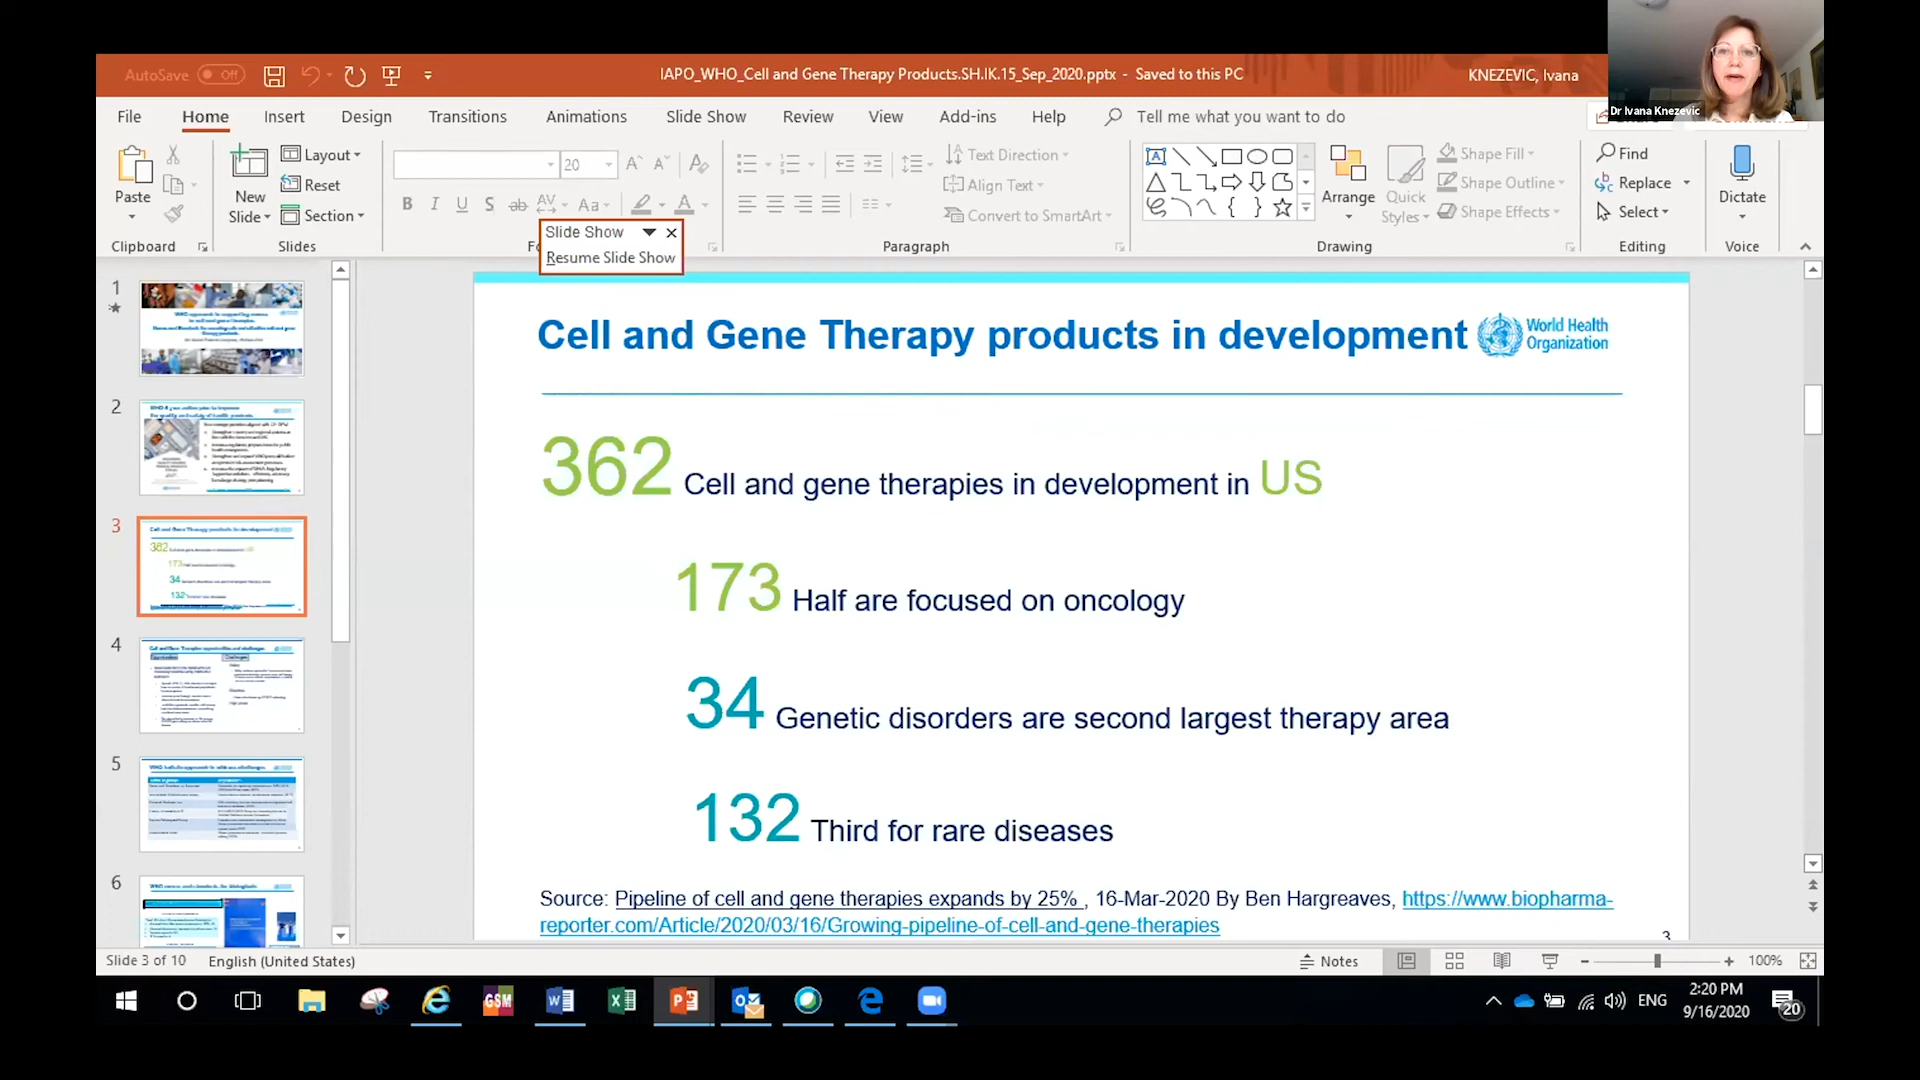 AutoSave Off
IAPO_WHO_Cell and Gene Therapy Products.SH.IK.15_Sep_2020.pptx - Saved to this PC
KNEZEVIC, Ivana
Dr Ivana Knezevic
File Home Insert Design Transitions Animations Slide Show Review View Add-ins Help Tell me what you want to do
Paste
New
Slide
Layout
Reset
Section
20
Text Direction
Align Text
Convert to SmartArt
Arrange
Quick
Styles
Shape Fill
Shape Outline
Shape Effects
Find
Replace
Select
Dictate
Clipboard Slides Paragraph Drawing Editing Voice
Slide Show
Resume Slide Show
1
2
3
4
5
6
Cell and Gene Therapy products in development
World Health
Organization
362 Cell and gene therapies in development in US
173 Half are focused on oncology
34 Genetic disorders are second largest therapy area
132 Third for rare diseases
Source: Pipeline of cell and gene therapies expands by 25% , 16-Mar-2020 By Ben Hargreaves, https://www.biopharma-
reporter.com/Article/2020/03/16/Growing-pipeline-of-cell-and-gene-therapies
3
Slide 3 of 10 English (United States) Notes 100%
GSM
ENG
2:20 PM
9/16/2020
20